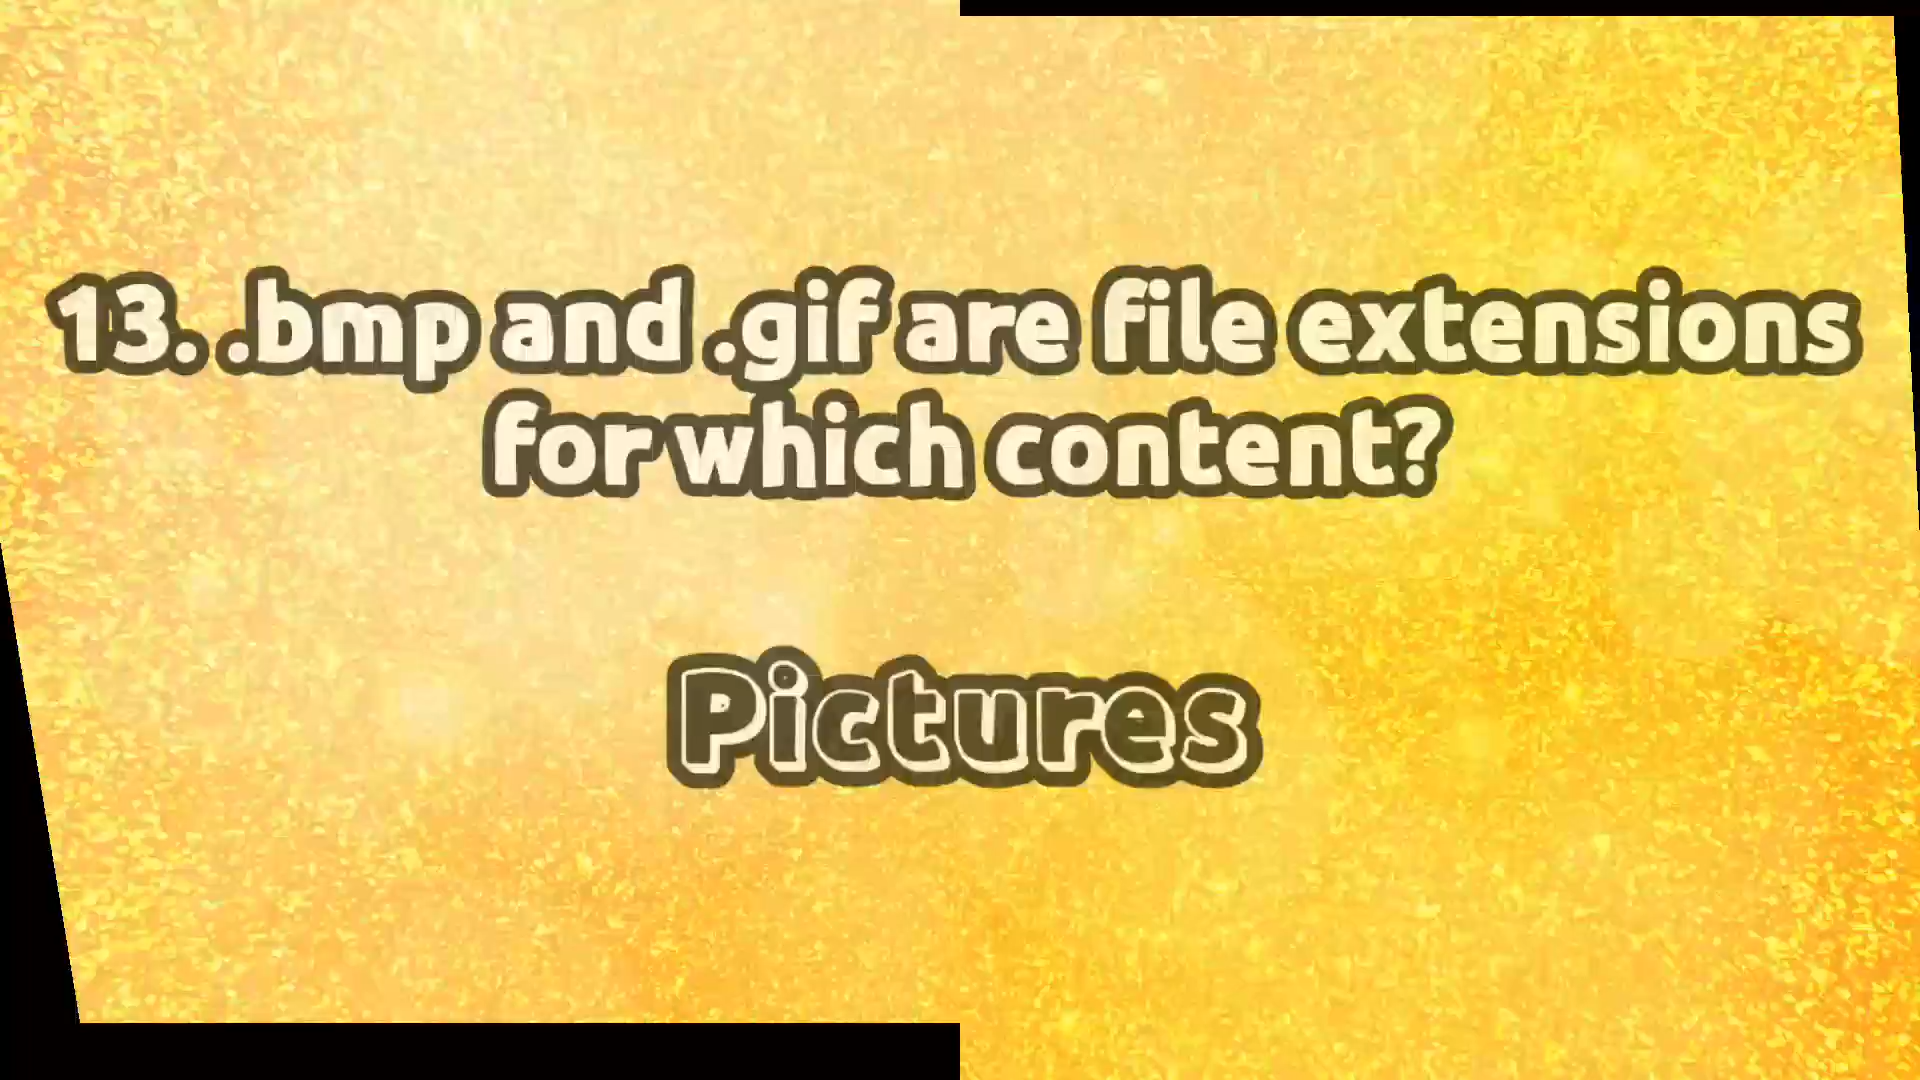 13. .bmp and .gif are file extensions
for which content?
Pictures